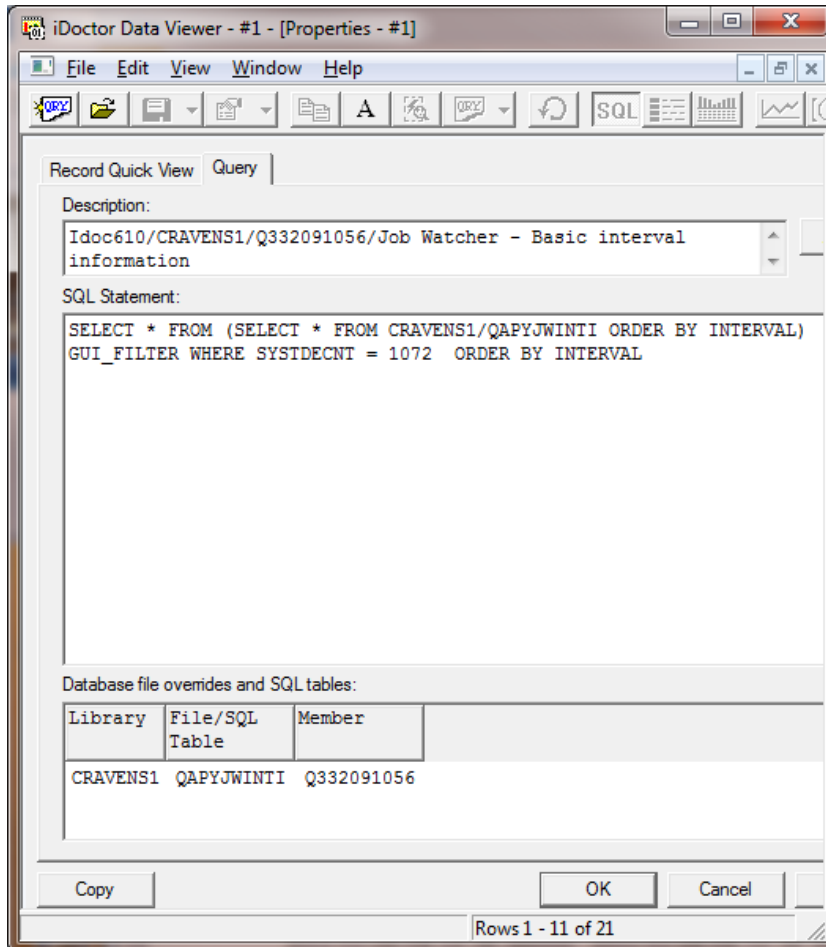 iDoctor Data Viewer - #1 - [Properties - #1]
File Edit View Window Help
QRY A QRY SQL
Record Quick View Query
Description:
Idoc610/CRAVENS1/Q332091056/Job Watcher - Basic interval
information
SQL Statement:
SELECT * FROM (SELECT * FROM CRAVENS1/QAPYJWINTI ORDER BY INTERVAL)
GUI_FILTER WHERE SYSTDECNT = 1072  ORDER BY INTERVAL
Database file overrides and SQL tables:
Library File/SQL Member
Table
CRAVENS1 QAPYJWINTI Q332091056
Copy OK Cancel
Rows 1 - 11 of 21